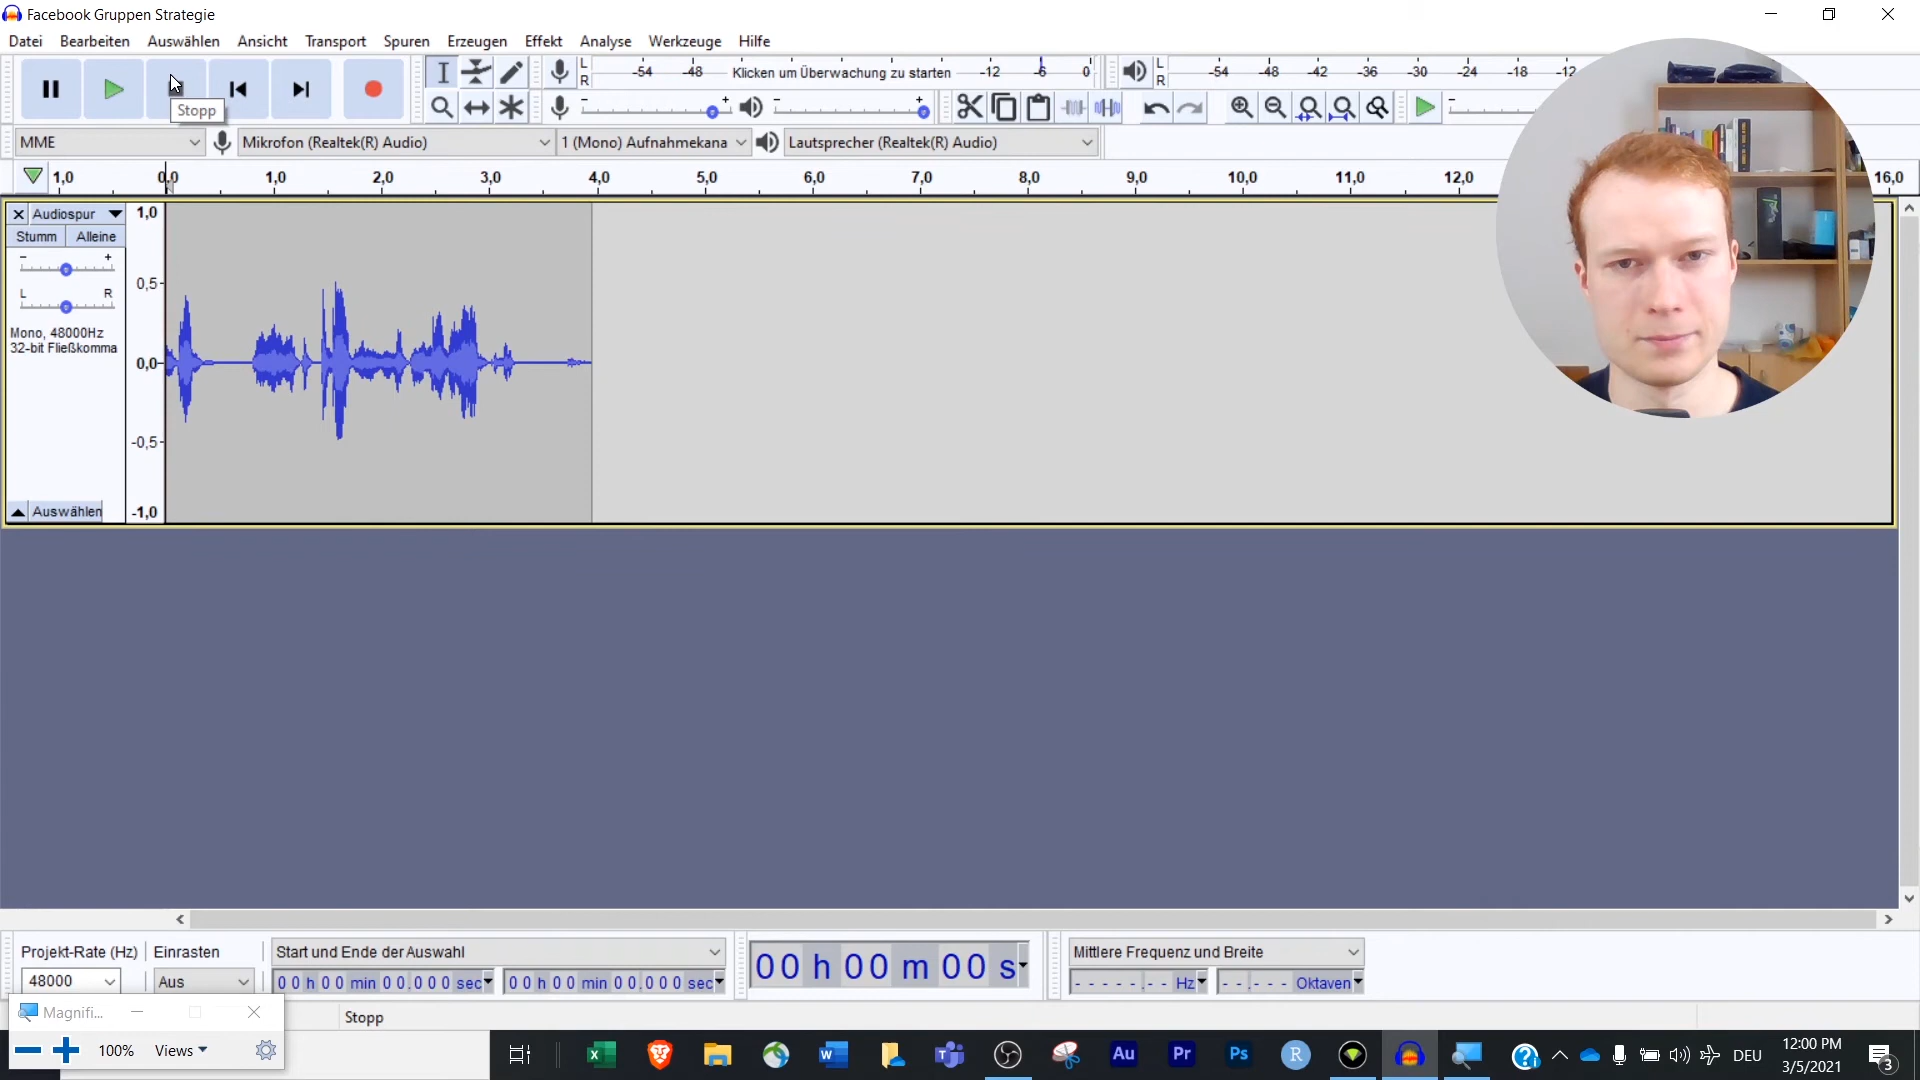 Facebook Gruppen Strategie
Datei Bearbeiten Auswählen Ansicht Transport Spuren Erzeugen Effekt Analyse Werkzeuge Hilfe
L R -54 -48 Klicken um Überwachung zu starten -12 -6 0 L R -54 -48 -42 -36 -30 -24 -18 -12
Stopp
MME Mikrofon (Realtek(R) Audio) 1 (Mono) Aufnahmekana Lautsprecher (Realtek(R) Audio)
1,0 0,0 1,0 2,0 3,0 4,0 5,0 6,0 7,0 8,0 9,0 10,0 11,0 12,0 16,0
Audiospur 1,0
Stumm Alleine
- +
L R 0,5
Mono, 48000Hz
32-bit Fließkomma
0,0
-0,5
Auswählen -1,0
Projekt-Rate (Hz) Einrasten Start und Ende der Auswahl 00 h 00 m 00 s Mittlere Frequenz und Breite
48000 Aus 00 h 00 min 00.000 sec 00 h 00 min 00.000 sec - - - - - . - - Hz - - . - - - Oktaven
Magnifi... Stopp
100% Views
Au Pr Ps R DEU 12:00 PM
3/5/2021 3